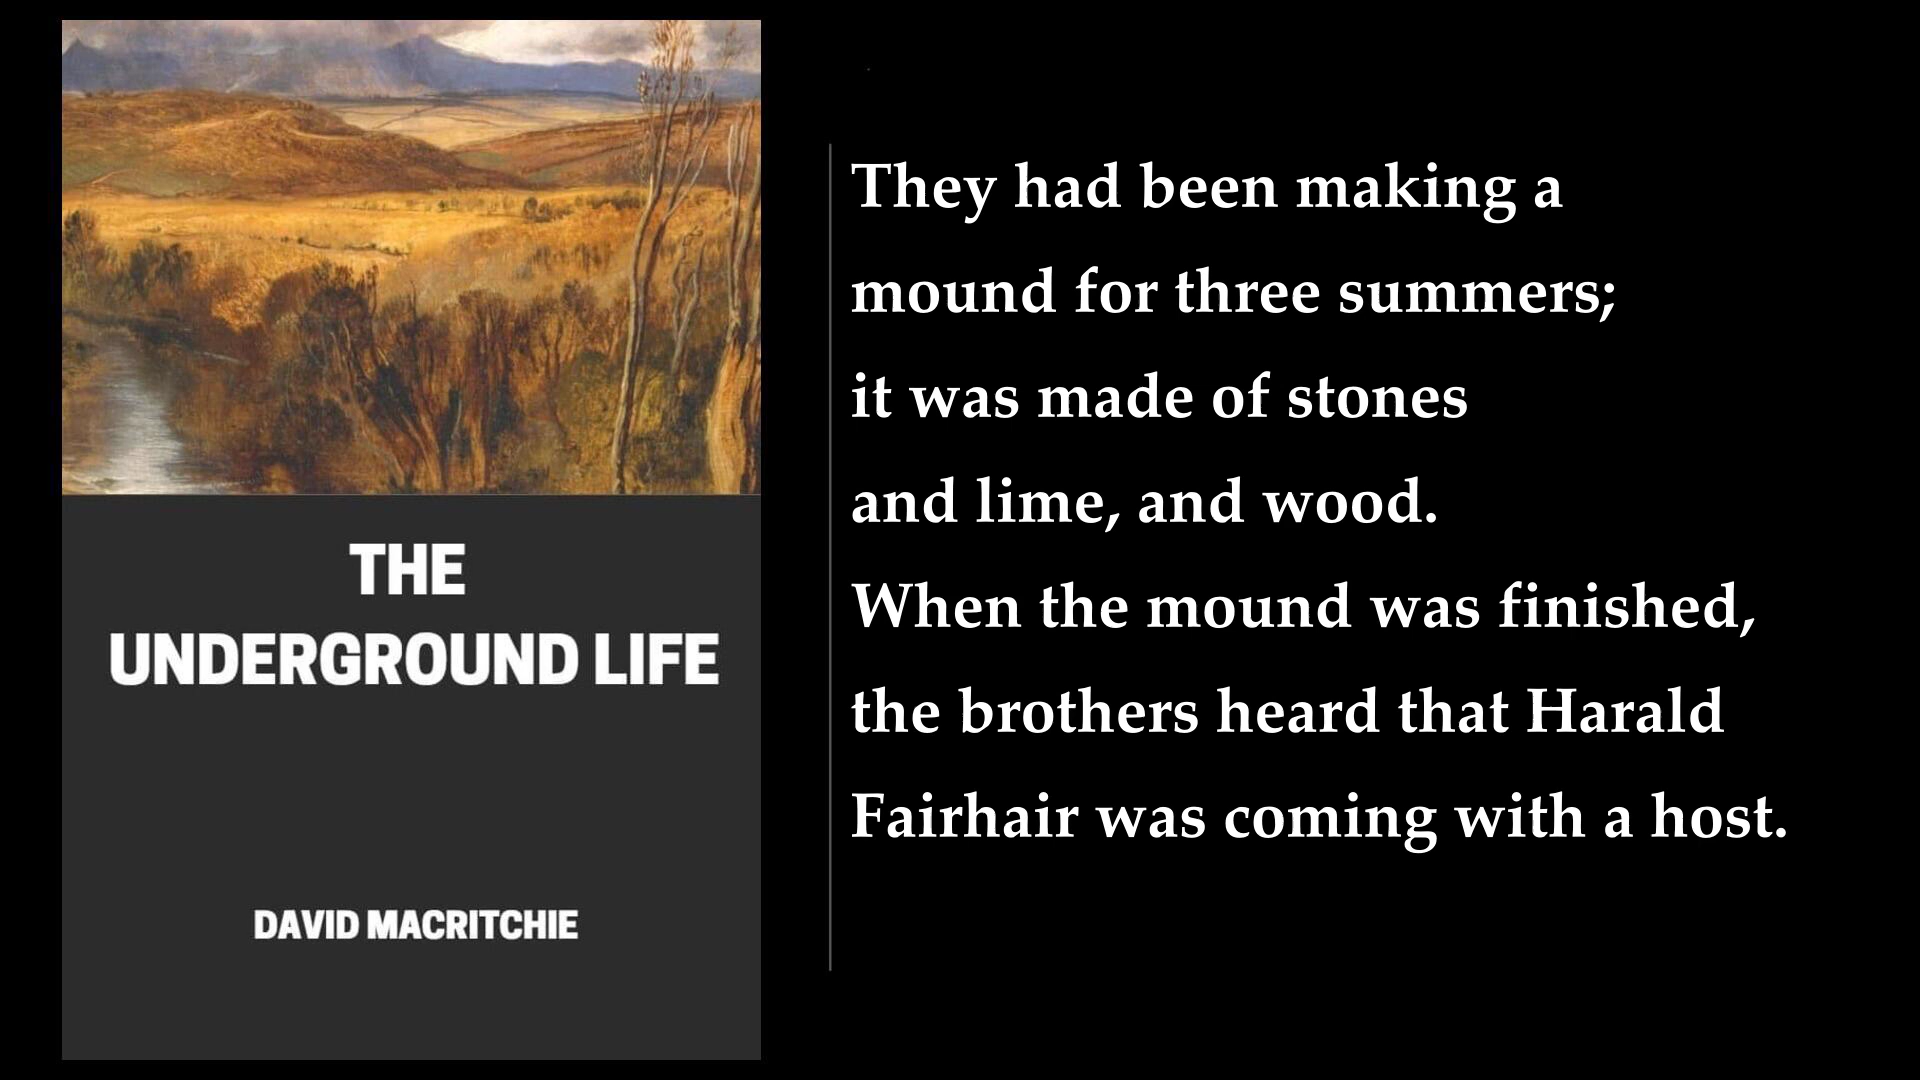 THE
UNDERGROUND LIFE
DAVID MACRITCHIE
They had been making a
mound for three summers;
it was made of stones
and lime, and wood.
When the mound was finished,
the brothers heard that Harald
Fairhair was coming with a host.